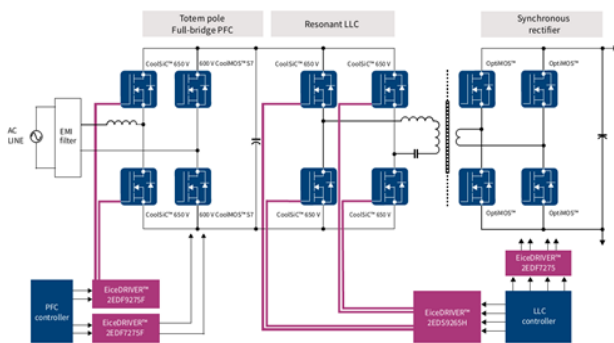 Totem pole
Full-bridge PFC
Resonant LLC
Synchronous
rectifier
CoolSiC™ 650 V
600 V CoolMOS™ S7
CoolSiC™ 650 V
CoolSiC™ 650 V
OptiMOS™
OptiMOS™
AC
LINE
EMI
filter
CoolSiC™ 650 V
600 V CoolMOS™ S7
CoolSiC™ 650 V
CoolSiC™ 650 V
OptiMOS™
OptiMOS™
EiceDRIVER™
2EDF7275
PFC
controller
EiceDRIVER™
2EDF9275F
EiceDRIVER™
2EDF7275F
EiceDRIVER™
2EDS9265H
LLC
controller